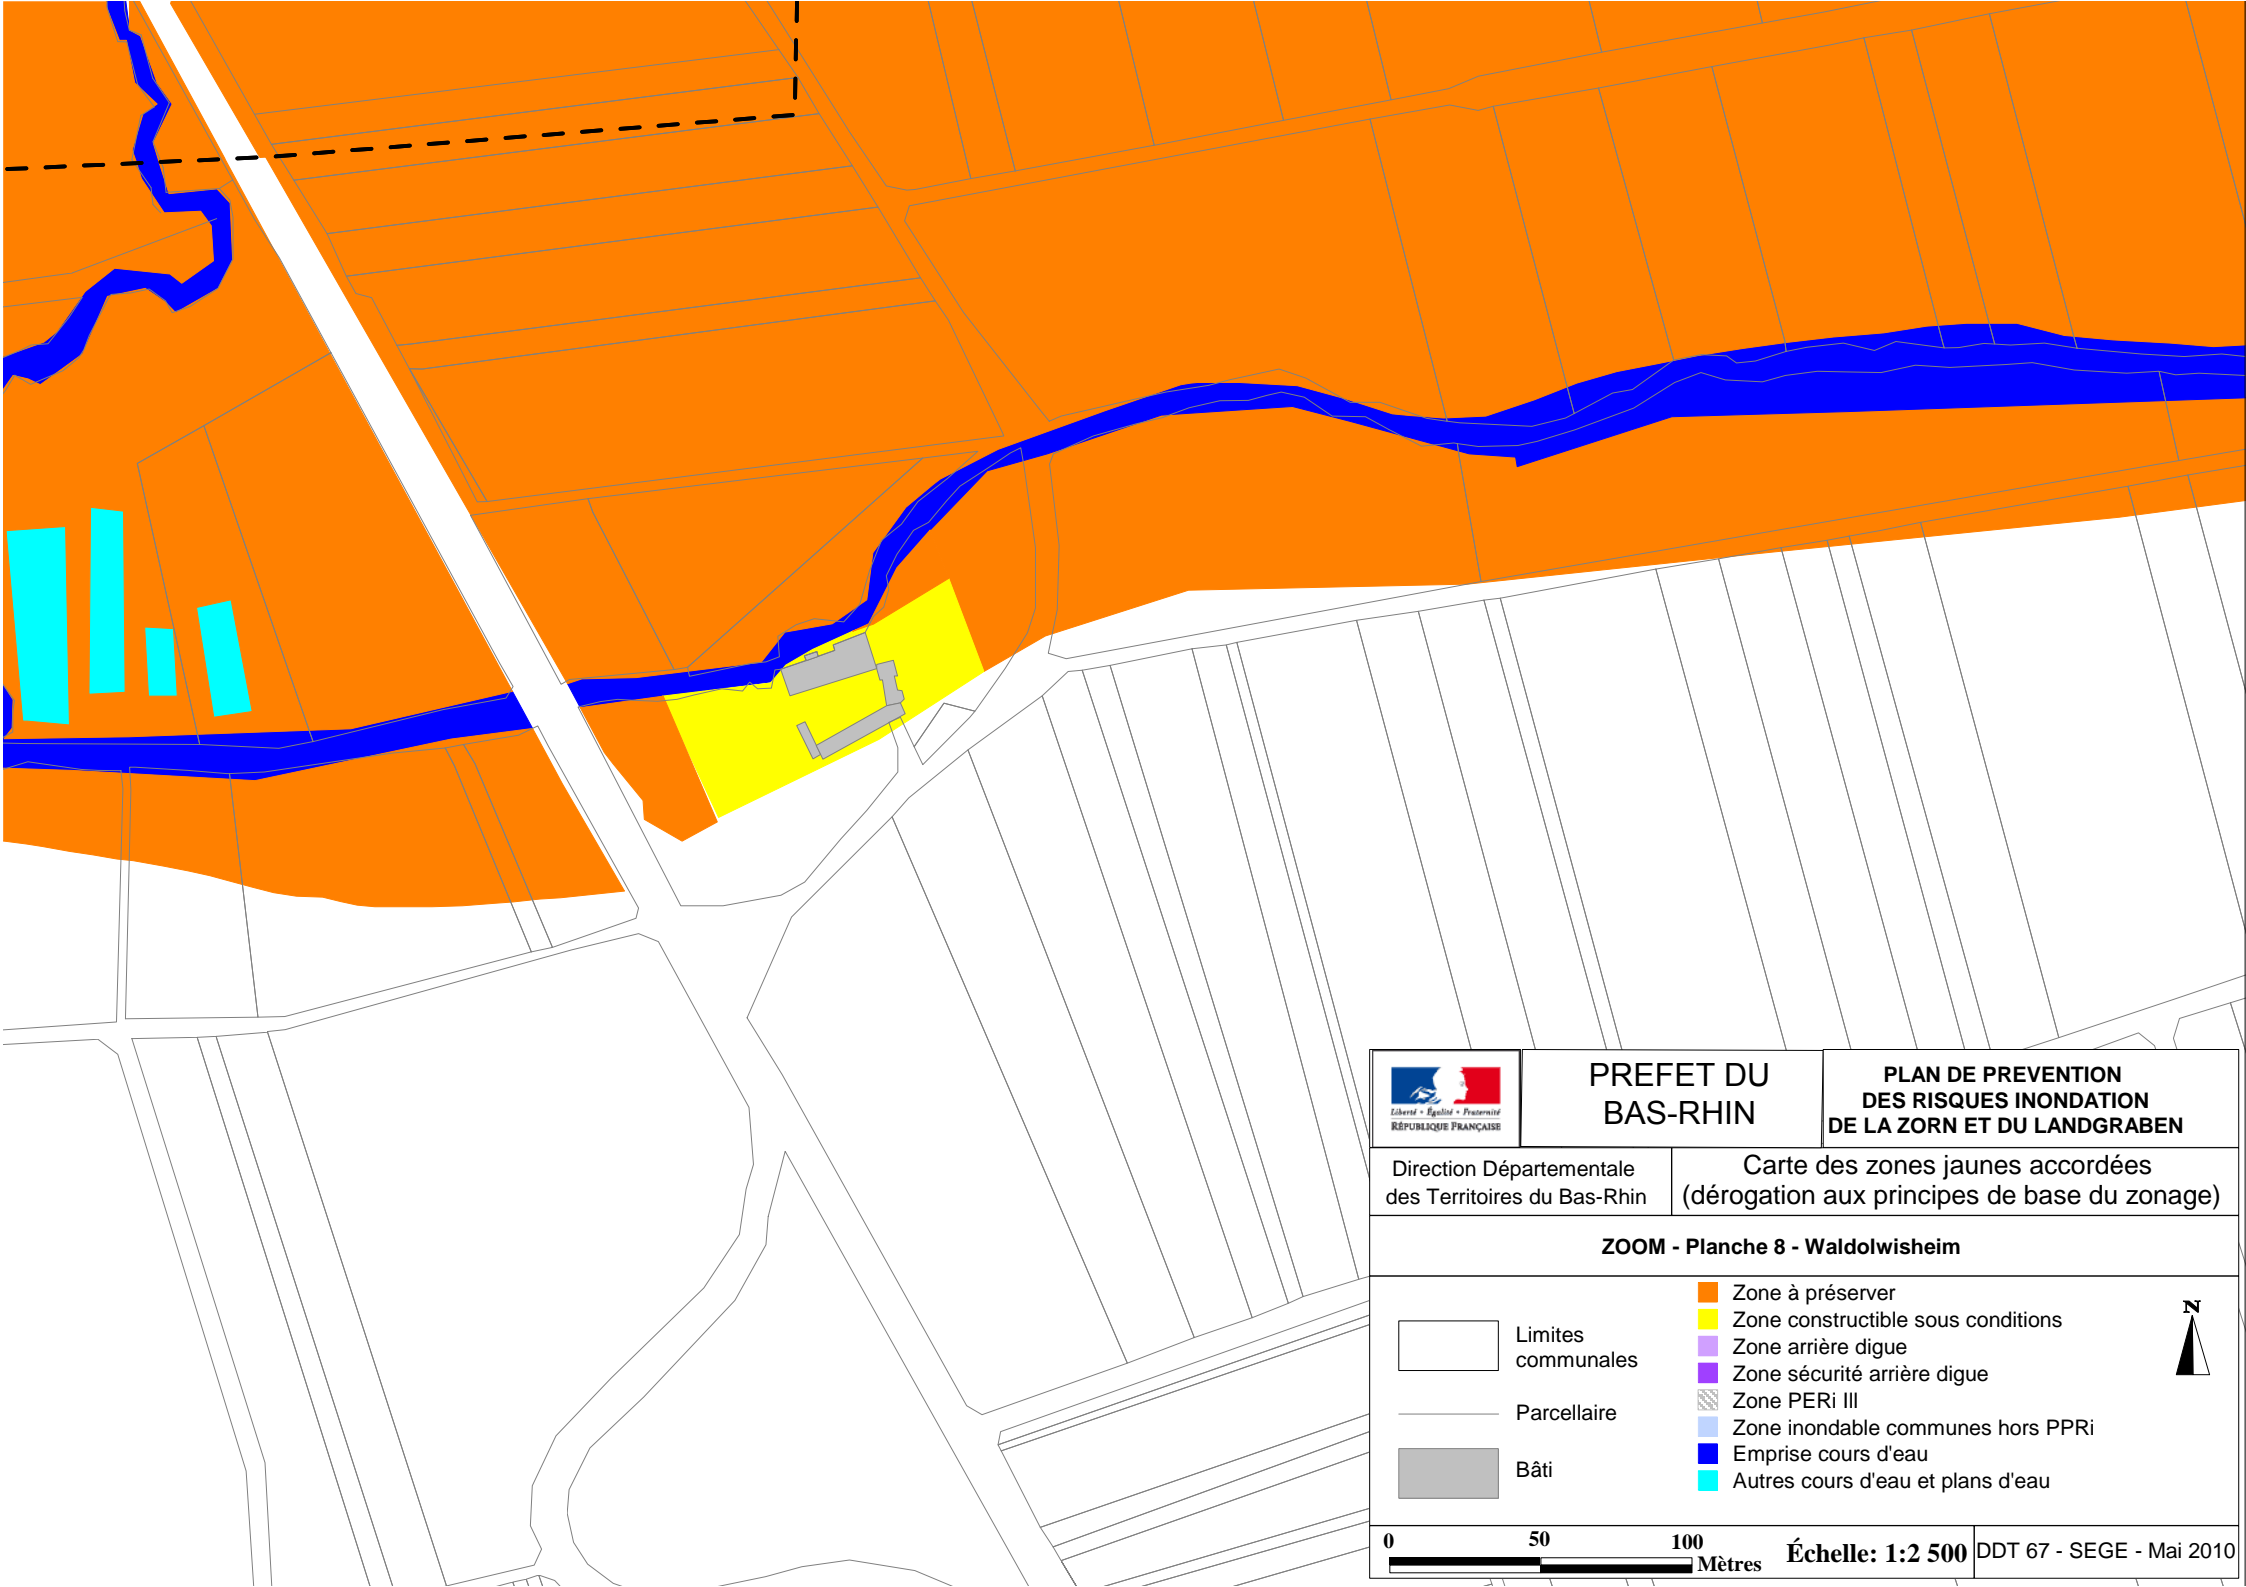 Liberté • Égalité • Fraternité
RÉPUBLIQUE FRANÇAISE
PREFET DU
BAS-RHIN
PLAN DE PREVENTION
DES RISQUES INONDATION
DE LA ZORN ET DU LANDGRABEN
Direction Départementale
des Territoires du Bas-Rhin
Carte des zones jaunes accordées
(dérogation aux principes de base du zonage)
ZOOM - Planche 8 - Waldolwisheim
Limites
communales
Parcellaire
Bâti
Zone à préserver
Zone constructible sous conditions
Zone arrière digue
Zone sécurité arrière digue
Zone PERi III
Zone inondable communes hors PPRi
Emprise cours d'eau
Autres cours d'eau et plans d'eau
N
0 50 100
Mètres
Échelle: 1:2 500
DDT 67 - SEGE - Mai 2010